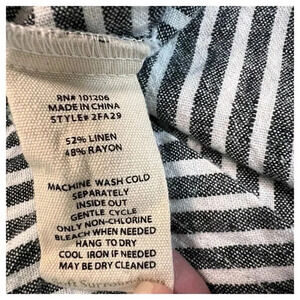 RN# 101206
MADE IN CHINA
STYLE# 2FA29
52% LINEN
48% RAYON
MACHINE WASH COLD
SEPARATELY
INSIDE OUT
GENTLE CYCLE
ONLY NON-CHLORINE
BLEACH WHEN NEEDED
HANG TO DRY
COOL IRON IF NEEDED
MAY BE DRY CLEANED